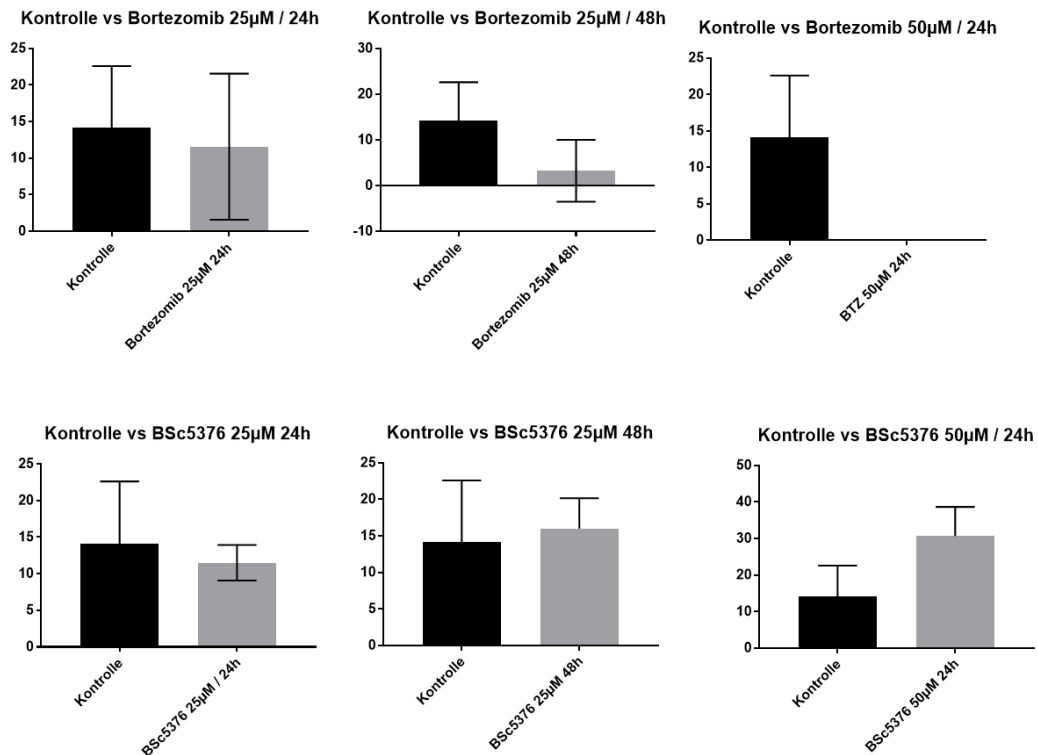 Kontrolle vs Bortezomib 25µM / 24h
25
20
15
10
5
0
Kontrolle
Bortezomib 25µM 24h
Kontrolle vs Bortezomib 25µM / 48h
30
20
10
0
-10
Kontrolle
Bortezomib 25µM 48h
Kontrolle vs Bortezomib 50µM / 24h
25
20
15
10
5
0
Kontrolle
BTZ 50µM 24h
Kontrolle vs BSc5376 25µM 24h
25
20
15
10
5
0
Kontrolle
BSc5376 25µM / 24h
Kontrolle vs BSc5376 25µM 48h
25
20
15
10
5
0
Kontrolle
BSc5376 25µM 48h
Kontrolle vs BSc5376 50µM / 24h
50
40
30
20
10
0
Kontrolle
BSc5376 50µM 24h